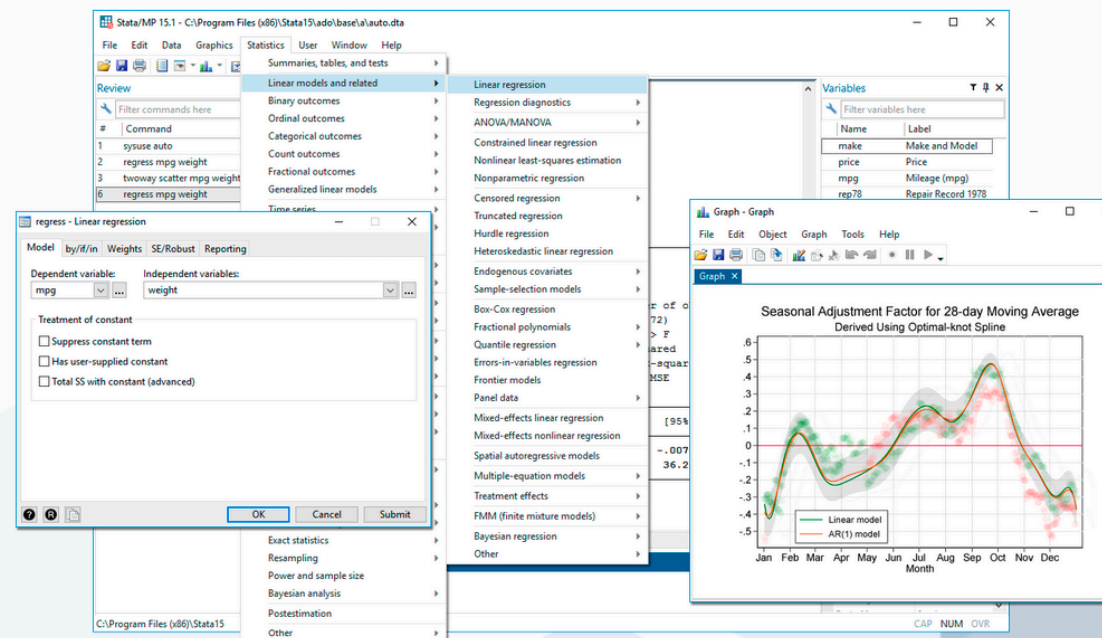 Stata/MP 15.1 - C:\Program Files (x86)\Stata15\ado\base\a\auto.dta
File Edit Data Graphics Statistics User Window Help
Review
Filter commands here
# Command
1 sysuse auto
2 regress mpg weight
3 twoway scatter mpg weight
6 regress mpg weight
Summaries, tables, and tests
Linear models and related
Binary outcomes
Ordinal outcomes
Categorical outcomes
Count outcomes
Fractional outcomes
Generalized linear models
Time series
Exact statistics
Resampling
Power and sample size
Bayesian analysis
Postestimation
Other
Linear regression
Regression diagnostics
ANOVA/MANOVA
Constrained linear regression
Nonlinear least-squares estimation
Nonparametric regression
Censored regression
Truncated regression
Hurdle regression
Heteroskedastic linear regression
Endogenous covariates
Sample-selection models
Box-Cox regression
Fractional polynomials
Quantile regression
Errors-in-variables regression
Frontier models
Panel data
Mixed-effects linear regression
Mixed-effects nonlinear regression
Spatial autoregressive models
Multiple-equation models
Treatment effects
FMM (finite mixture models)
Bayesian regression
Other
r of o
72)
> F
ared
-squar
MSE
[95%
-.007
36.2
Variables
Filter variables here
Name Label
make Make and Model
price Price
mpg Mileage (mpg)
rep78 Repair Record 1978
regress - Linear regression
Model by/if/in Weights SE/Robust Reporting
Dependent variable: Independent variables:
mpg ... weight ...
Treatment of constant
Suppress constant term
Has user-supplied constant
Total SS with constant (advanced)
? R OK Cancel Submit
Graph - Graph
File Edit Object Graph Tools Help
Graph
Seasonal Adjustment Factor for 28-day Moving Average
Derived Using Optimal-knot Spline
.6
.5
.4
.3
.2
.1
0
-.1
-.2
-.3
-.4
-.5
Linear model
AR(1) model
Jan Feb Mar Apr May Jun Jul Aug Sep Oct Nov Dec
Month
C:\Program Files (x86)\Stata15
CAP NUM OVR